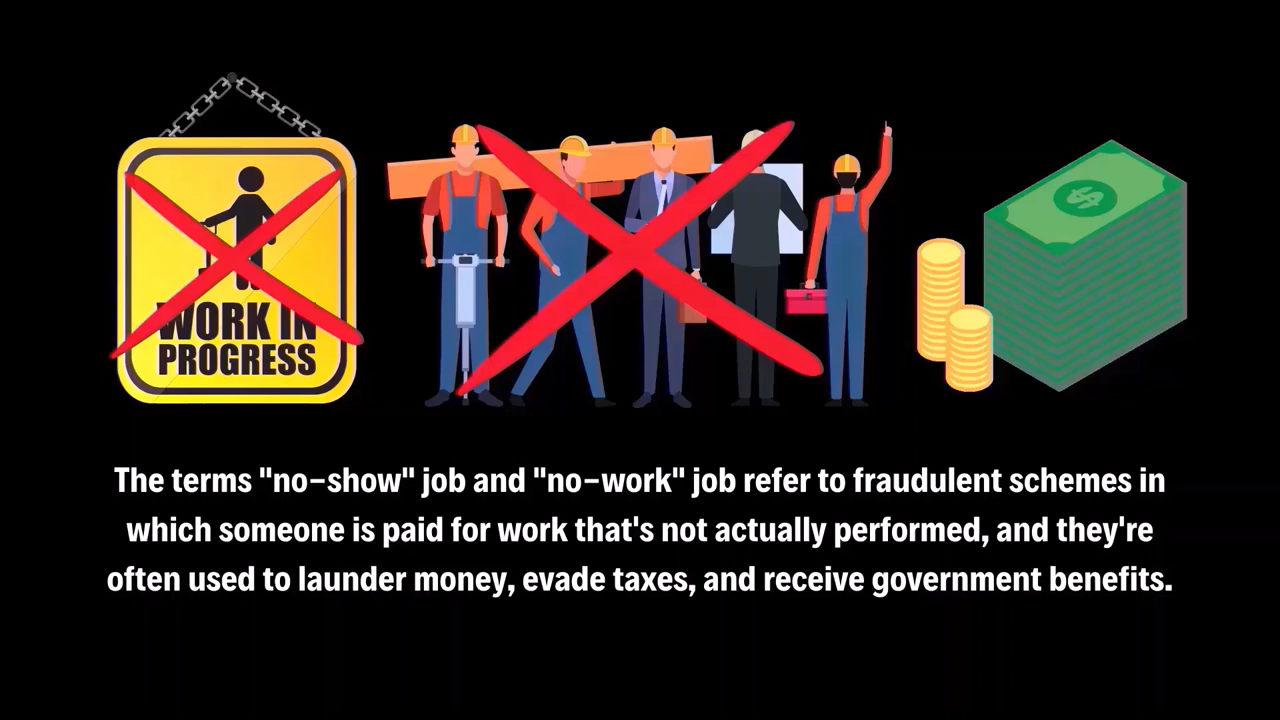 WORK IN
PROGRESS
The terms "no-show" job and "no-work" job refer to fraudulent schemes in
which someone is paid for work that's not actually performed, and they're
often used to launder money, evade taxes, and receive government benefits.